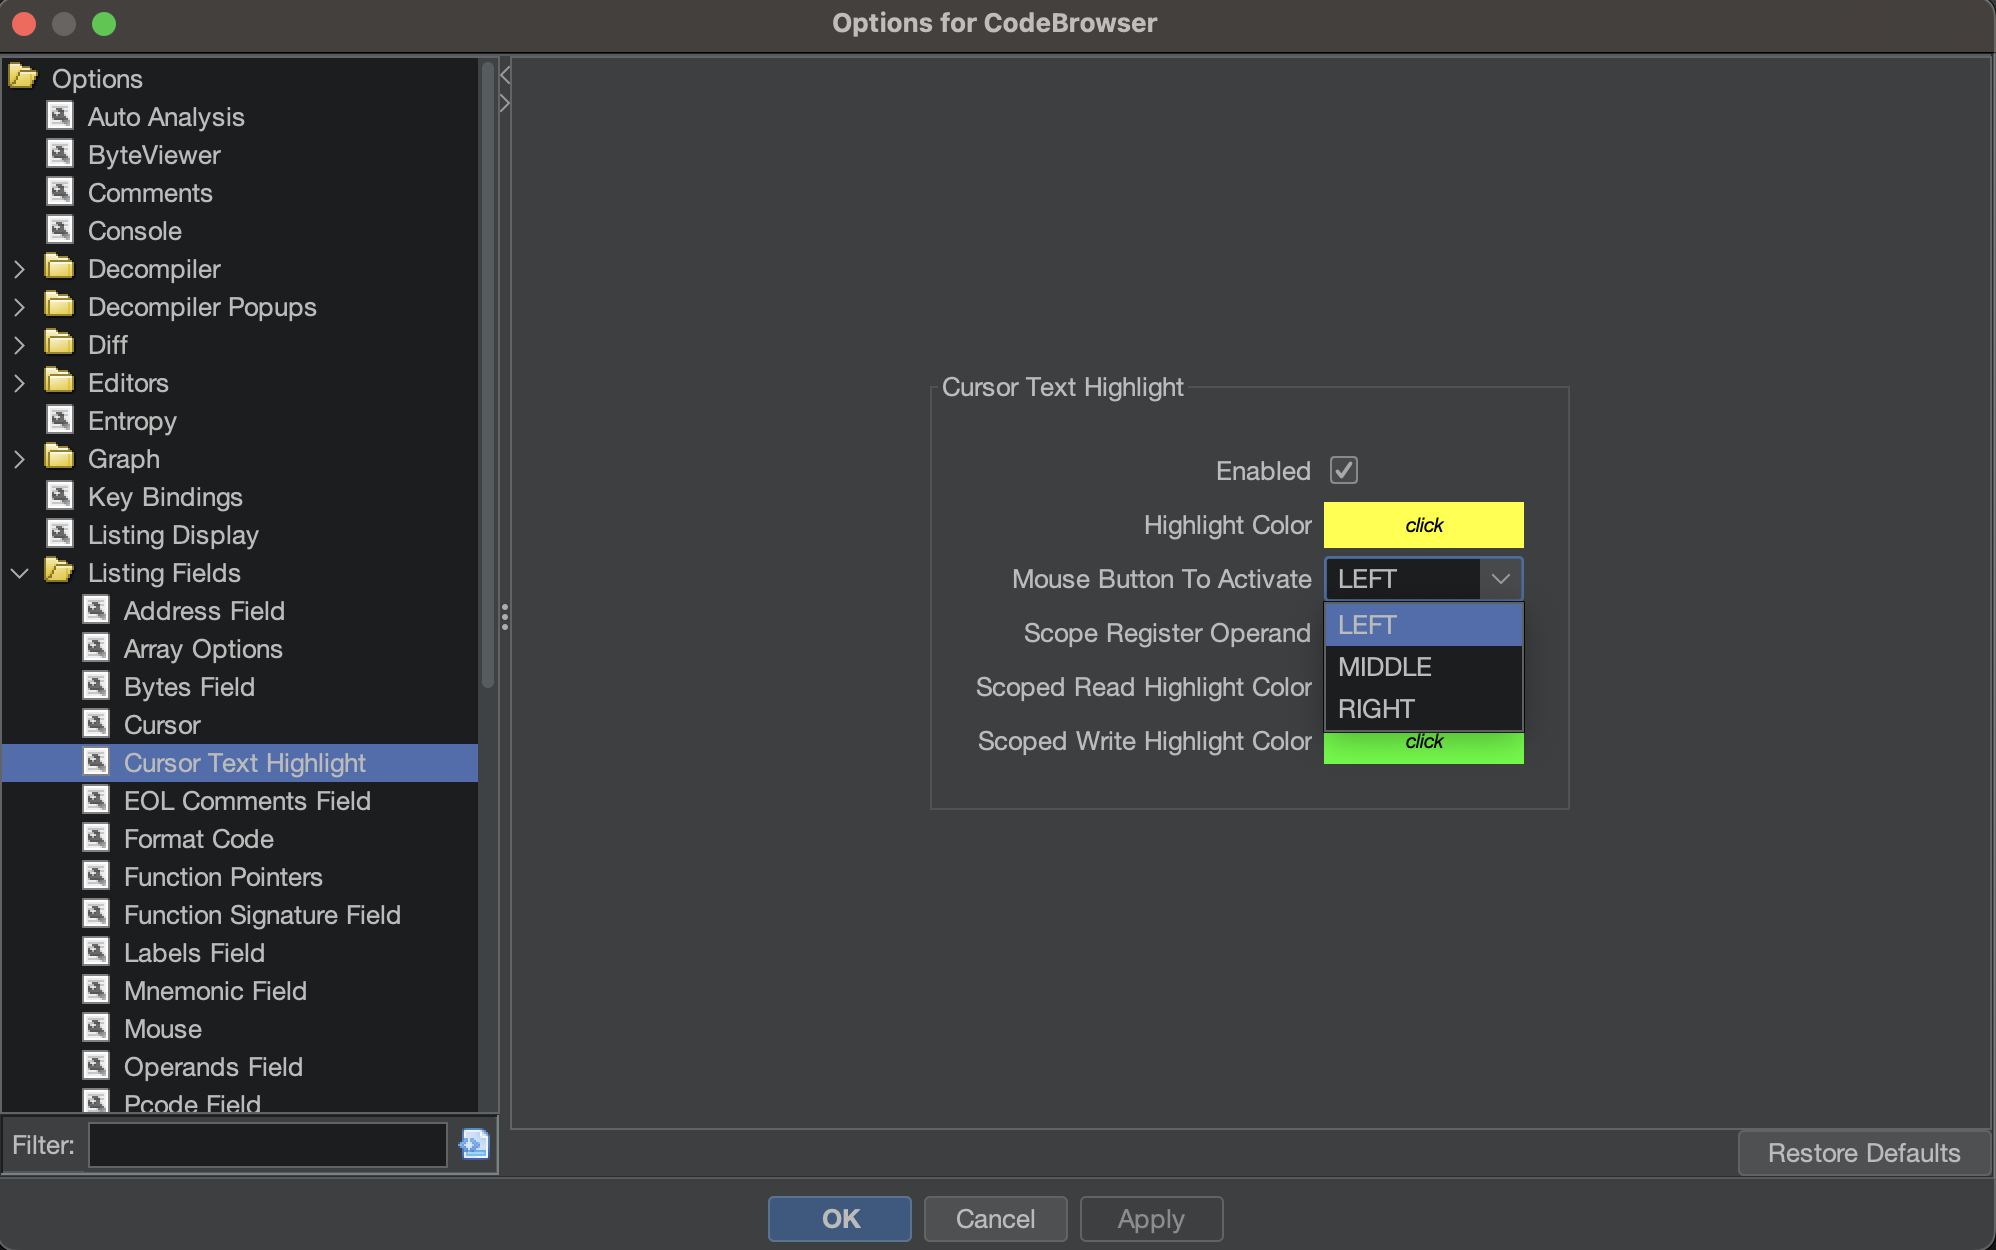 Options for CodeBrowser
Options
Auto Analysis
ByteViewer
Comments
Console
Decompiler
Decompiler Popups
Diff
Editors
Entropy
Graph
Key Bindings
Listing Display
Listing Fields
Address Field
Array Options
Bytes Field
Cursor
Cursor Text Highlight
EOL Comments Field
Format Code
Function Pointers
Function Signature Field
Labels Field
Mnemonic Field
Mouse
Operands Field
Pcode Field
Filter:
Cursor Text Highlight
Enabled
Highlight Color click
Mouse Button To Activate LEFT
LEFT
Scope Register Operand
MIDDLE
Scoped Read Highlight Color
RIGHT
Scoped Write Highlight Color click
Restore Defaults
OK Cancel Apply